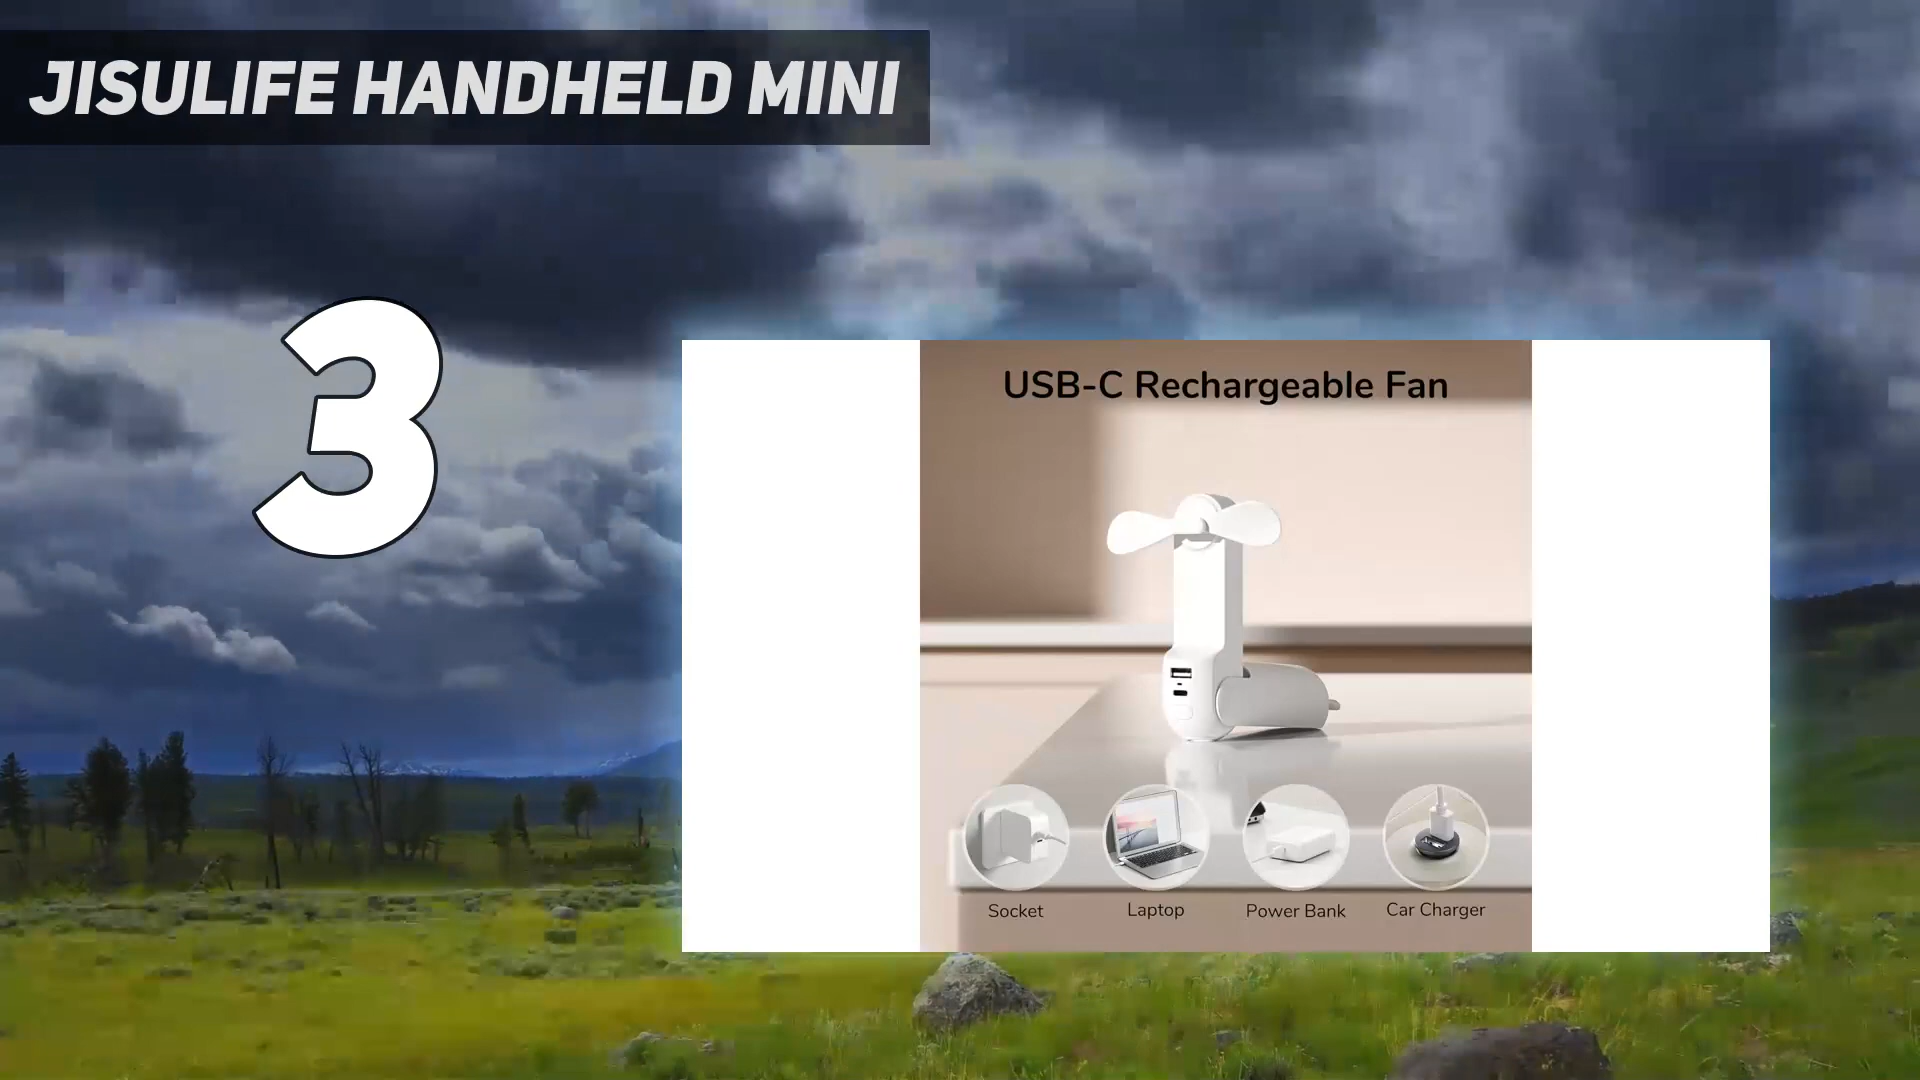 JISULIFE HANDHELD MINI
3
USB-C Rechargeable Fan
Socket
Laptop
Power Bank
Car Charger